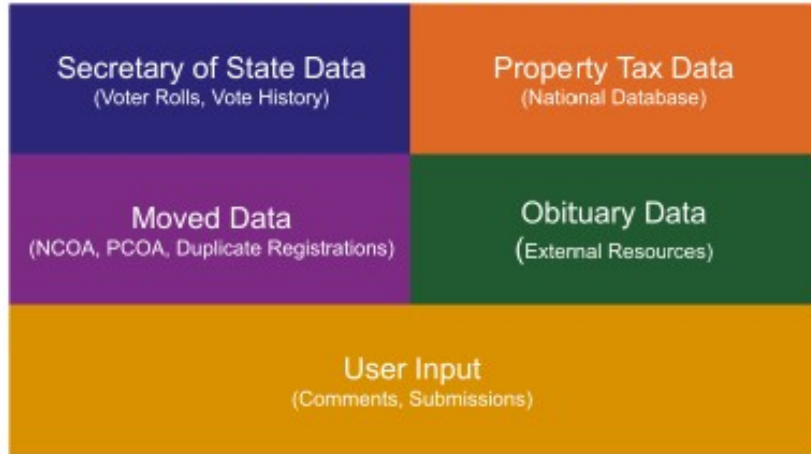 Secretary of State Data
(Voter Rolls, Vote History)
Property Tax Data
(National Database)
Moved Data
(NCOA, PCOA, Duplicate Registrations)
Obituary Data
(External Resources)
User Input
(Comments, Submissions)